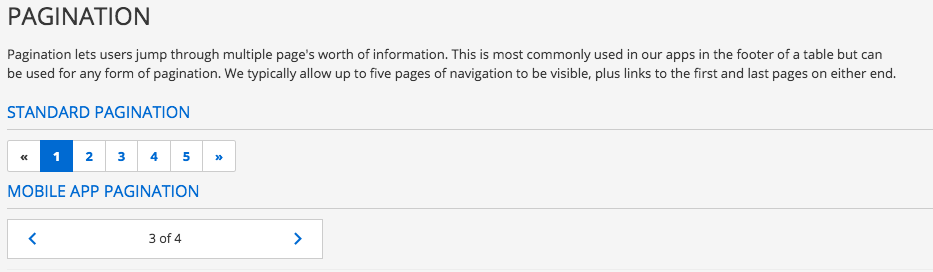 PAGINATION
Pagination lets users jump through multiple page's worth of information. This is most commonly used in our apps in the footer of a table but can
be used for any form of pagination. We typically allow up to five pages of navigation to be visible, plus links to the first and last pages on either end.
STANDARD PAGINATION
« 1 2 3 4 5 »
MOBILE APP PAGINATION
3 of 4